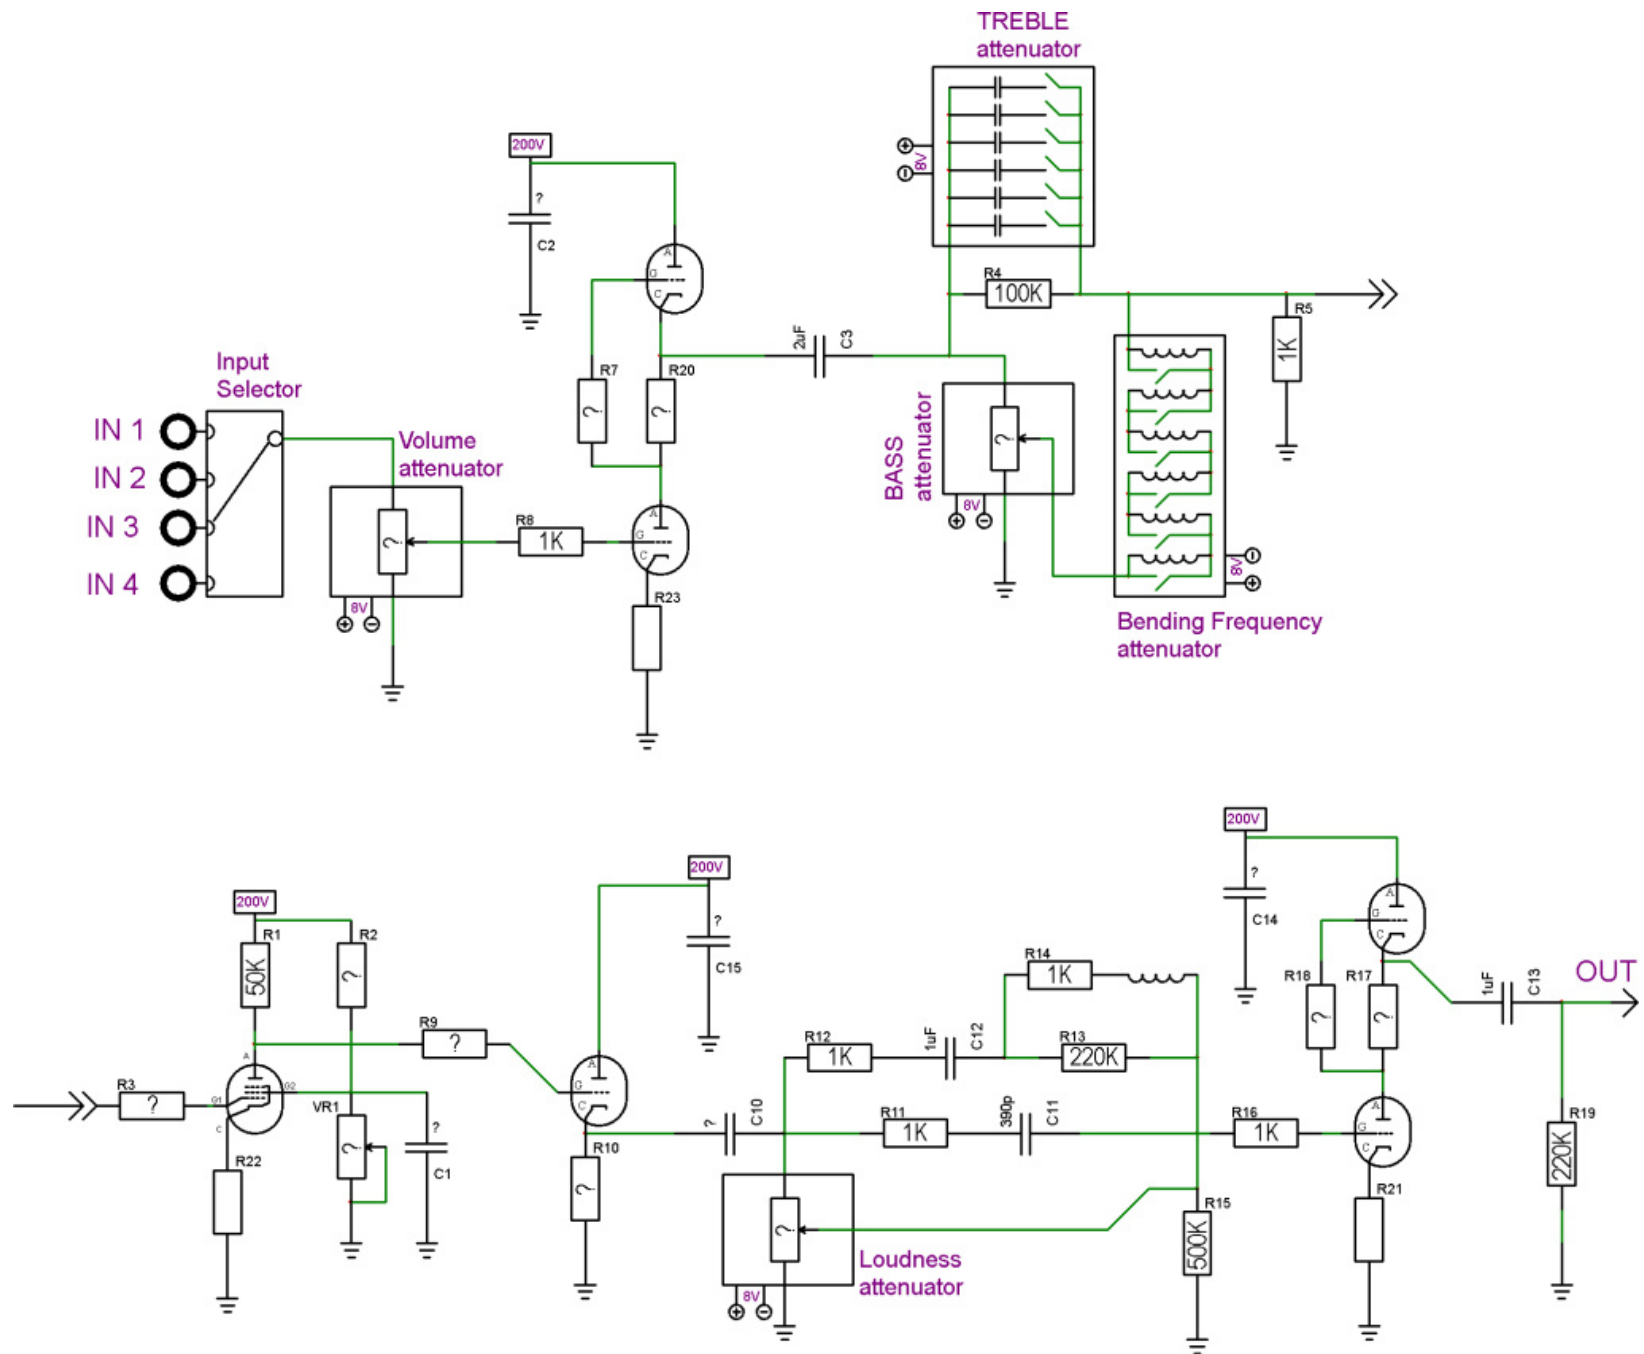 TREBLE
attenuator
8V
200V
?
C2
A
G
C
R4
100K
R5
1K
2uF
C3
R7
?
R20
?
Input
Selector
IN 1
IN 2
IN 3
IN 4
Volume
attenuator
?
8V
R8
1K
A
G
C
R23
BASS
attenuator
?
8V
8V
Bending Frequency
attenuator
200V
?
C14
A
G
C
200V
?
C15
200V
R1
50K
R2
?
R9
?
A
G1
G2
C
R3
?
R22
VR1
?
?
C1
A
G
C
R10
?
?
C10
R14
1K
R12
1K
1uF
C12
R13
220K
R11
1K
390p
C11
R16
1K
?
8V
Loudness
attenuator
R15
500K
R18
?
R17
?
1uF
C13
OUT
A
G
C
R21
R19
220K